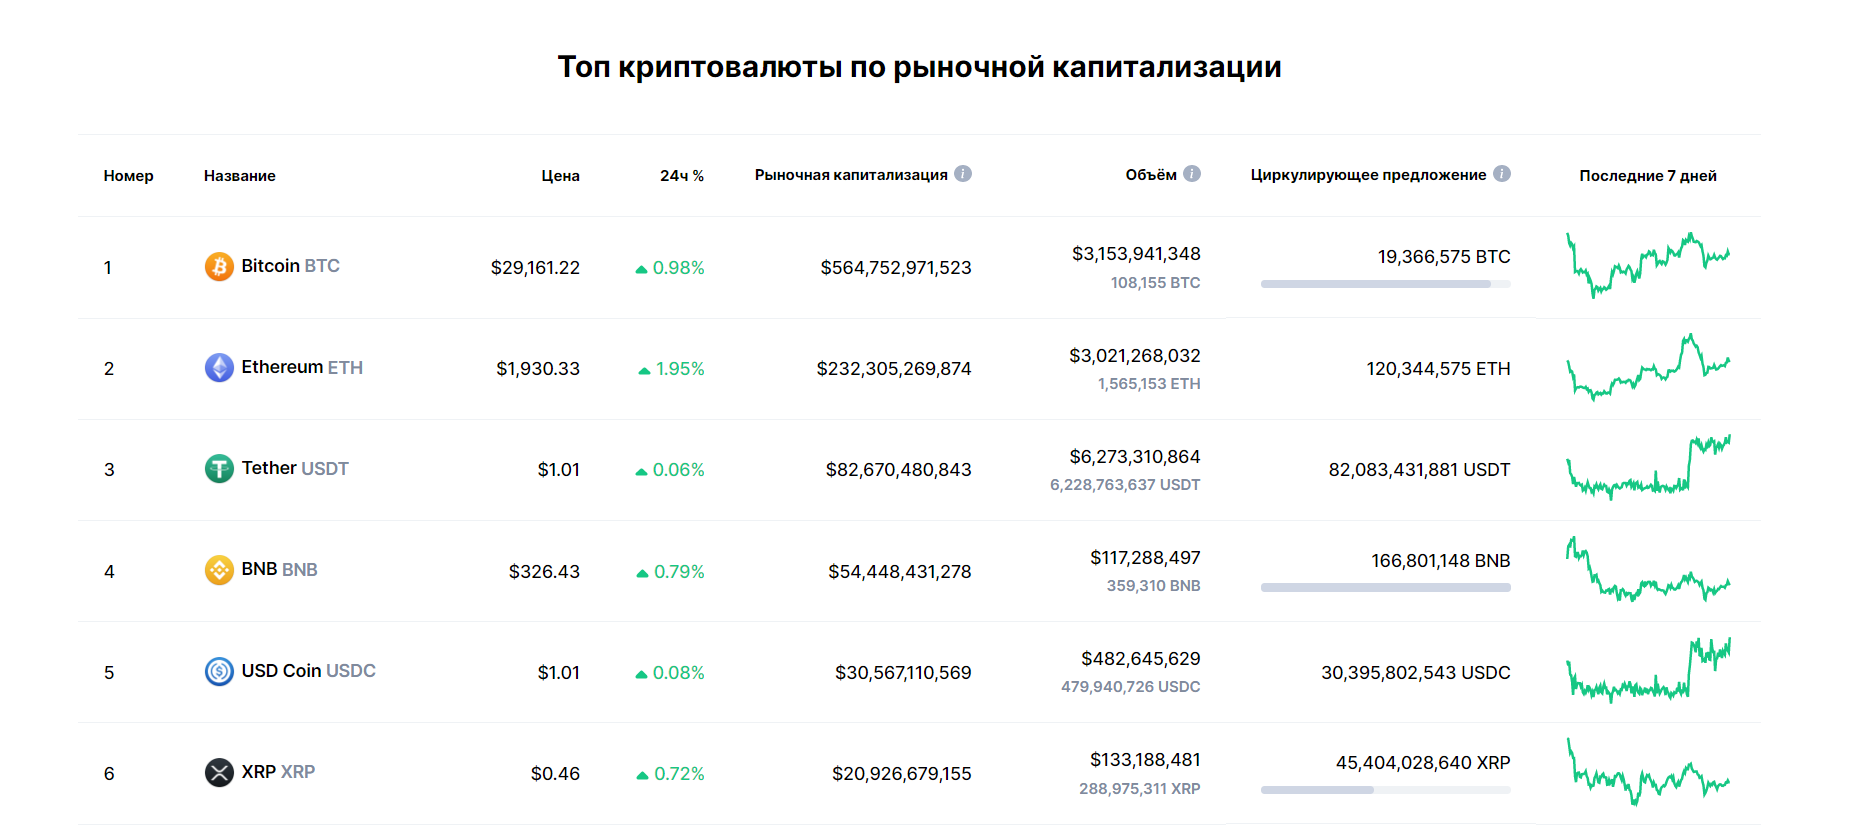 Топ криптовалюты по рыночной капитализации
Номер Название Цена 24ч % Рыночная капитализация Объём Циркулирующее предложение Последние 7 дней
1 Bitcoin BTC $29,161.22 0.98% $564,752,971,523 $3,153,941,348 19,366,575 BTC
108,155 BTC
2 Ethereum ETH $1,930.33 1.95% $232,305,269,874 $3,021,268,032 120,344,575 ETH
1,565,153 ETH
3 Tether USDT $1.01 0.06% $82,670,480,843 $6,273,310,864 82,083,431,881 USDT
6,228,763,637 USDT
4 BNB BNB $326.43 0.79% $54,448,431,278 $117,288,497 166,801,148 BNB
359,310 BNB
5 USD Coin USDC $1.01 0.08% $30,567,110,569 $482,645,629 30,395,802,543 USDC
479,940,726 USDC
6 XRP XRP $0.46 0.72% $20,926,679,155 $133,188,481 45,404,028,640 XRP
288,975,311 XRP